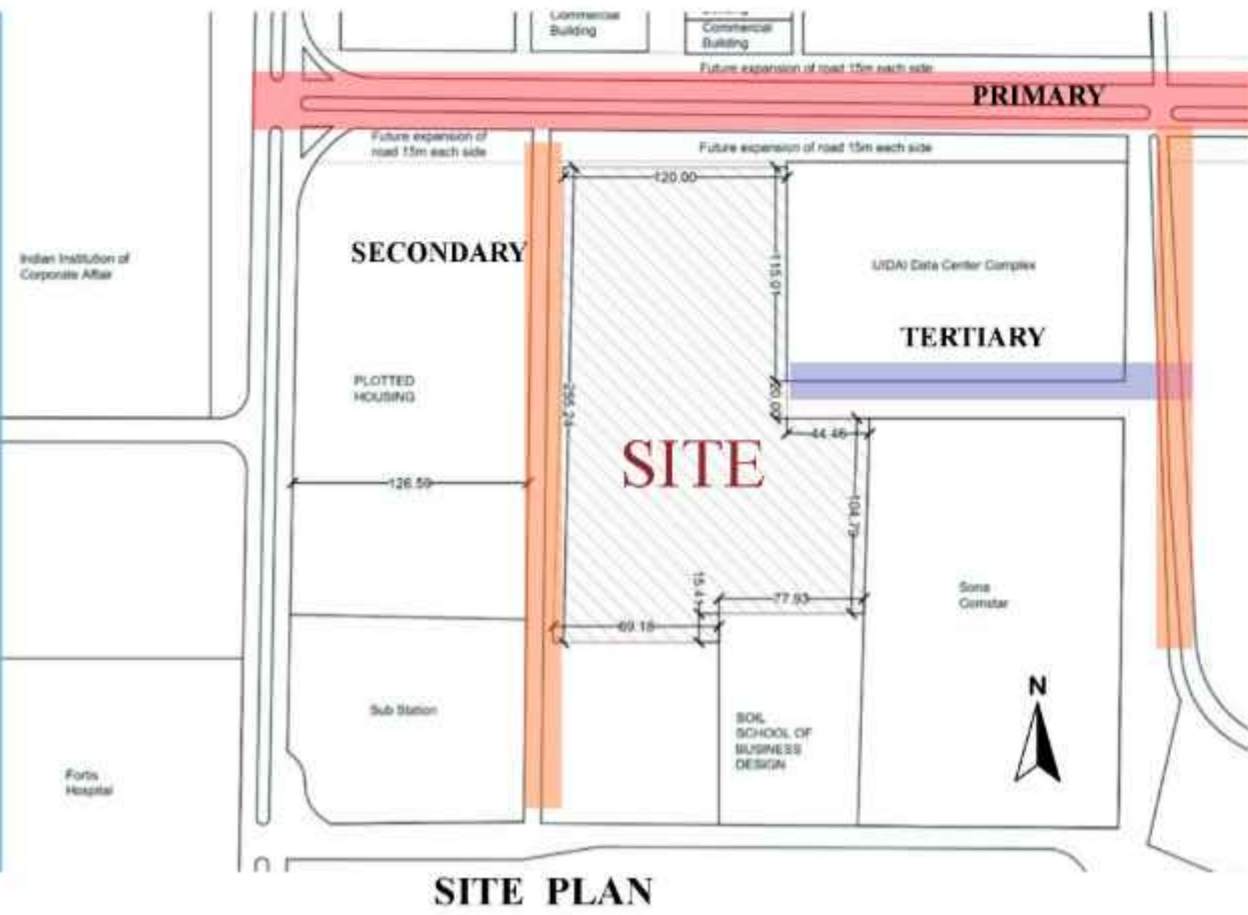 Commercial
Building
Commercial
Building
Future expansion of road 15m each side
PRIMARY
Future expansion of
road 15m each side
Future expansion of road 15m each side
120.00
SECONDARY
Indian Institution of
Corporate Affair
115.01
UIDAI Data Center Complex
TERTIARY
PLOTTED
HOUSING
20.00
44.46
SITE
126.59
104.79
15.41
77.93
Sona
Comstar
69.18
N
Sub Station
SOIL
SCHOOL OF
BUSINESS
DESIGN
Fortis
Hospital
SITE PLAN